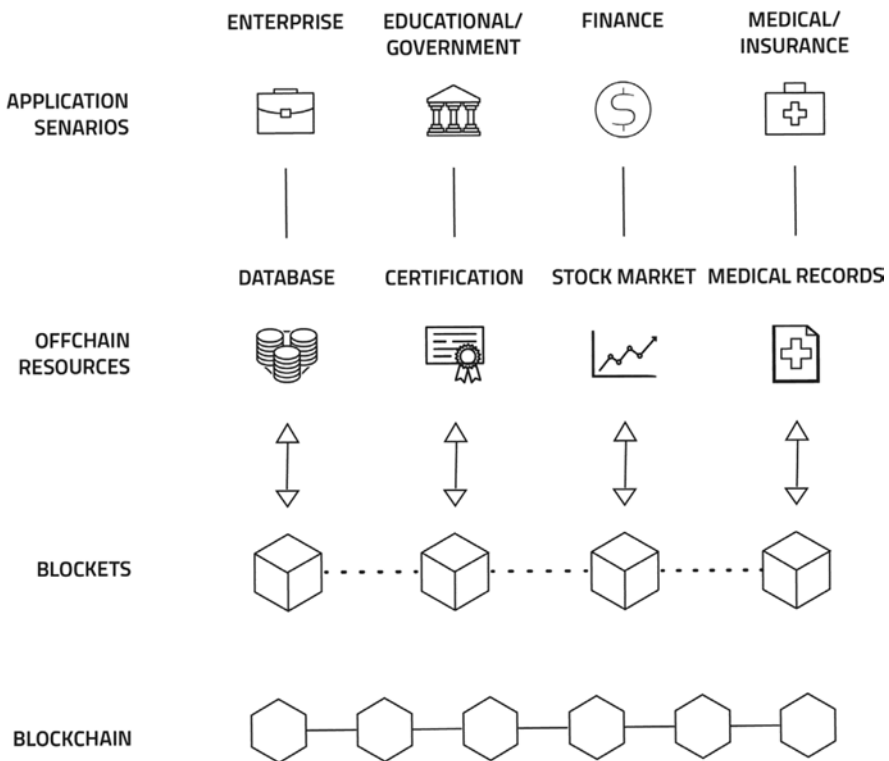 ENTERPRISE
EDUCATIONAL/
GOVERNMENT
FINANCE
MEDICAL/
INSURANCE
APPLICATION
SENARIOS
DATABASE
CERTIFICATION
STOCK MARKET
MEDICAL RECORDS
OFFCHAIN
RESOURCES
BLOCKETS
BLOCKCHAIN